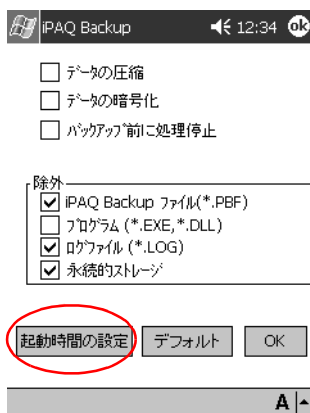 iPAQ Backup 12:34 ok
データの圧縮
データの暗号化
バックアップ前に処理停止
除外
iPAQ Backup ファイル(*.PBF)
プログラム (*.EXE,*.DLL)
ログファイル (*.LOG)
永続的ストレージ
起動時間の設定 デフォルト OK
A